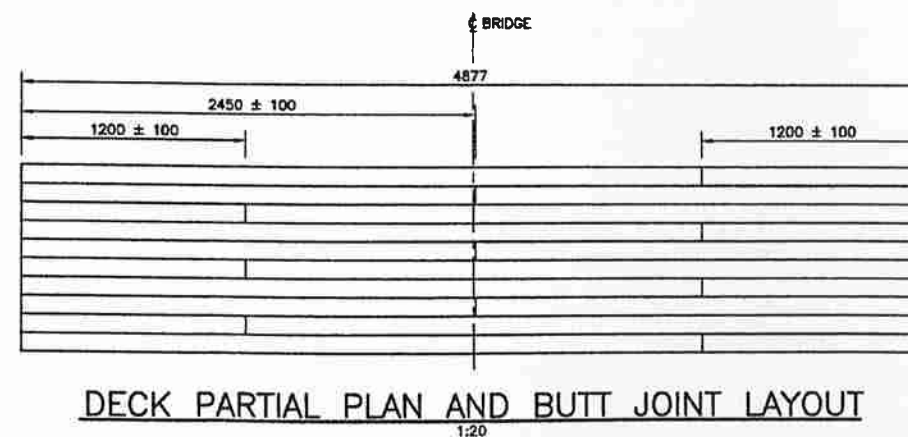 ℄ BRIDGE
4877
2450 ± 100
1200 ± 100
1200 ± 100
DECK PARTIAL PLAN AND BUTT JOINT LAYOUT
1:20